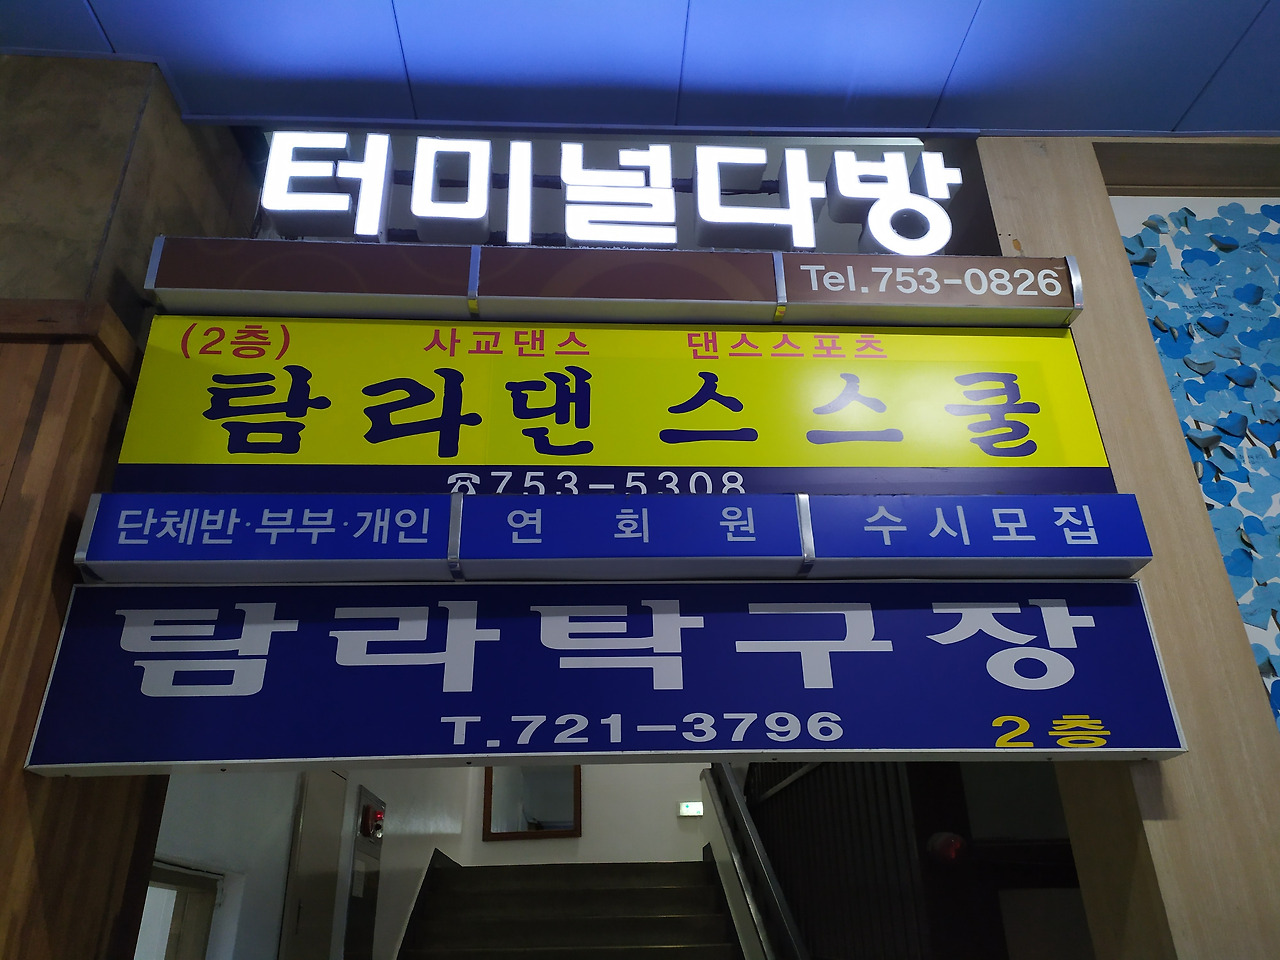 터미널다방
Tel.753-0826
(2층) 사교댄스 댄스스포츠
탐라댄스스쿨
☎753-5308
단체반·부부·개인 연회원 수시모집
탐라탁구장
T.721-3796 2층